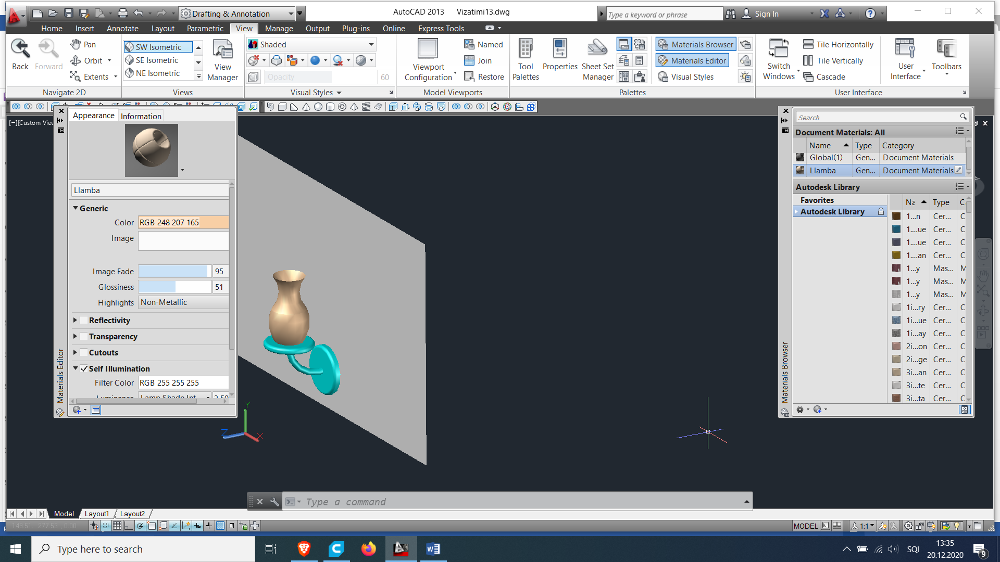 AutoCAD 2013 Vizatimi13.dwg
Drafting & Annotation
Type a keyword or phrase
Sign In
Home Insert Annotate Layout Parametric View Manage Output Plug-ins Online Express Tools
Back
Forward
Pan
Orbit
Extents
Navigate 2D
SW Isometric
SE Isometric
NE Isometric
View
Manager
Views
Shaded
Opacity 60
Visual Styles
Viewport
Configuration
Named
Join
Restore
Model Viewports
Tool
Palettes
Properties
Sheet Set
Manager
Materials Browser
Materials Editor
Visual Styles
Palettes
Switch
Windows
Tile Horizontally
Tile Vertically
Cascade
User
Interface
Toolbars
User Interface
[−][Custom View
Appearance Information
Llamba
Generic
Color RGB 248 207 165
Image
Image Fade 95
Glossiness 51
Highlights Non-Metallic
Reflectivity
Transparency
Cutouts
Self Illumination
Filter Color RGB 255 255 255
Luminance Lamp Shade Int... 2.50
Materials Editor
Y
Z
X
Search
Document Materials: All
Name Type Category
Global(1) Gen... Document Materials
Llamba Gen... Document Materials
Autodesk Library
Favorites
Autodesk Library
Na Type C
1...n Cer... C
1....ue Cer... C
1....ue Cer... C
1....an Cer... C
1...y Mas... M
1...y Mas... M
1...y Mas... M
1i...ry Cer... C
1i...ue Cer... C
1i...ay Cer... C
2i...on Cer... C
2i...ge Cer... C
3i...an Cer... C
3i...te Cer... C
3i...ta Cer... C
Materials Browser
Type a command
Model Layout1 Layout2
149.51, 277.53, 0.00
MODEL
1:1
Type here to search
SQI
13:35
20.12.2020
9